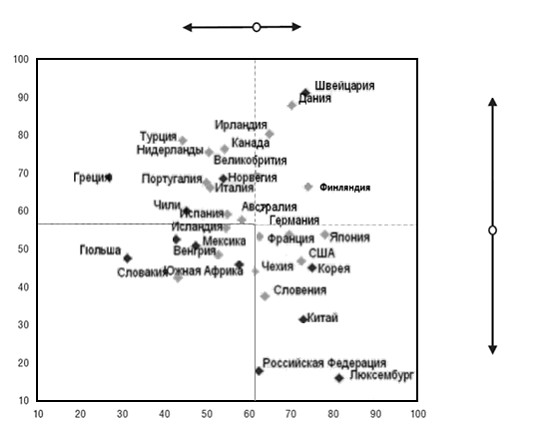 100
90
Швейцария
Дания
80
Ирландия
Турция
Канада
Нидерланды
70
Великобрития
Греция
Португалия
Норвегия
Италия
Финляндия
60
Чили
Испания
Австралия
Германия
Исландия
50
Мексика
Франция
Япония
Польша
Венгрия
США
Словакия
Южная Африка
Чехия
Корея
40
Словения
30
Китай
20
Российская Федерация
Люксембург
10
10 20 30 40 50 60 70 80 90 100